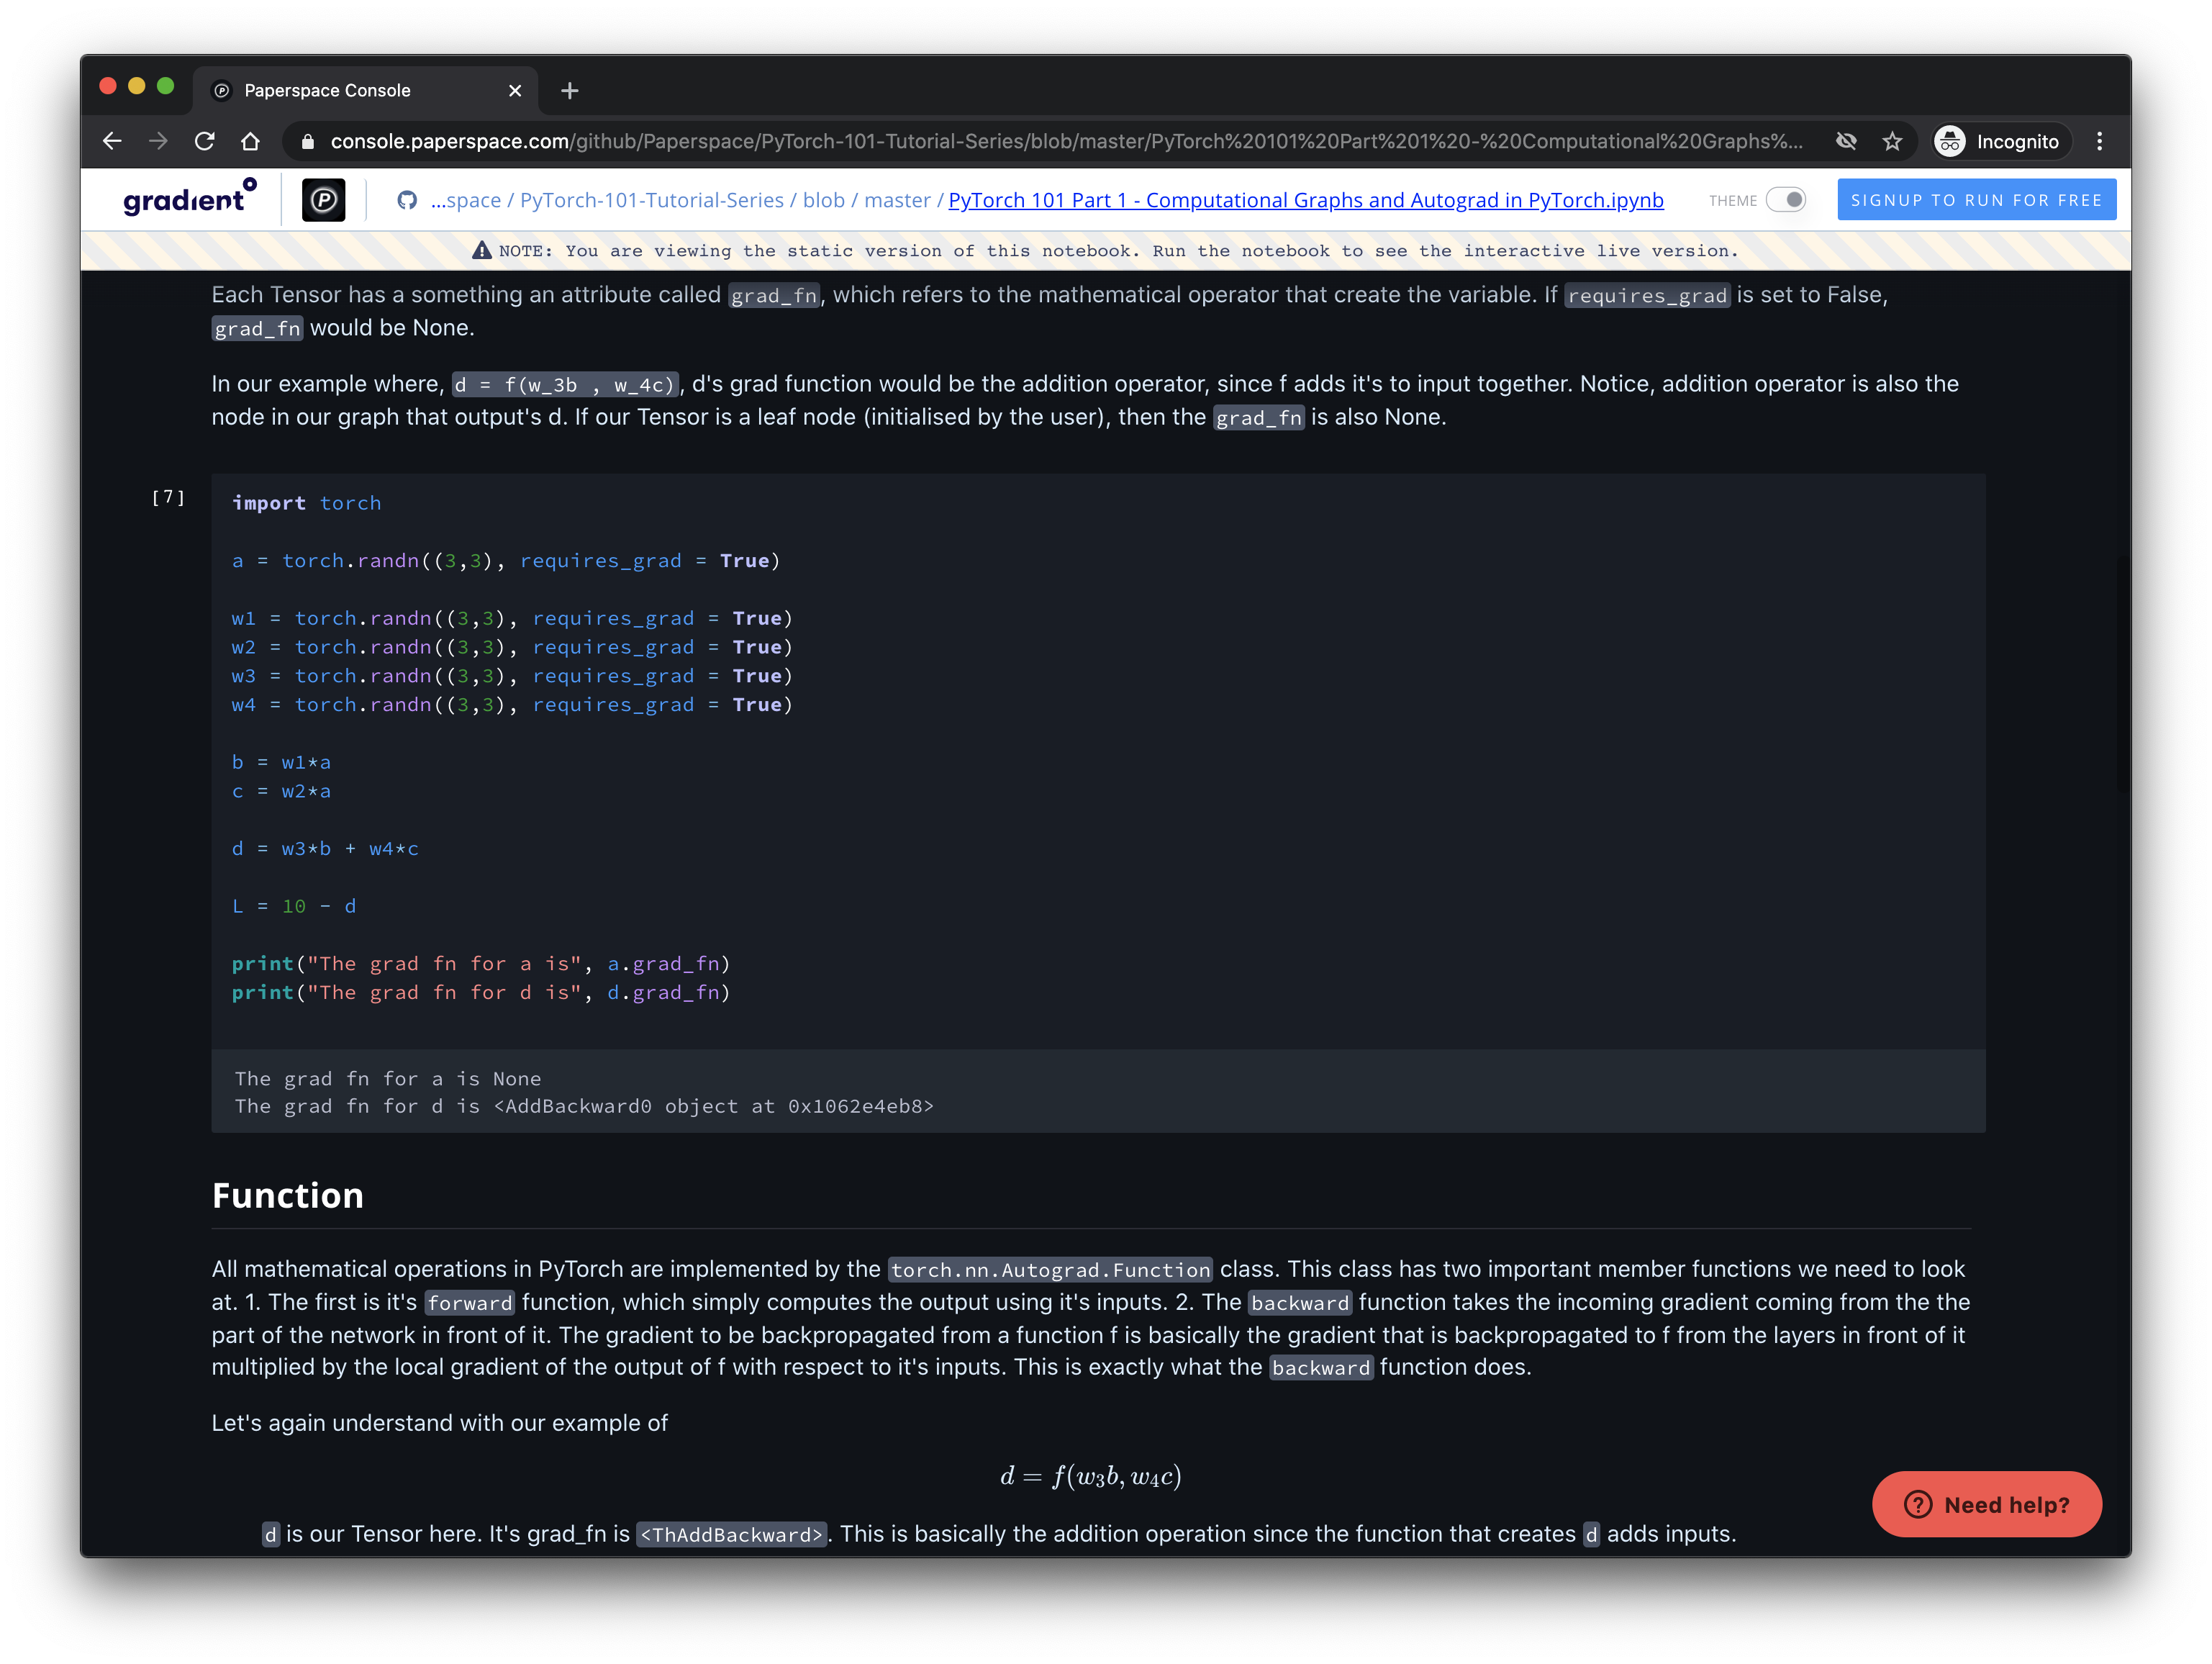 Paperspace Console
console.paperspace.com/github/Paperspace/PyTorch-101-Tutorial-Series/blob/master/PyTorch%20101%20Part%201%20-%20Computational%20Graphs%...
Incognito
gradient
...space / PyTorch-101-Tutorial-Series / blob / master / PyTorch 101 Part 1 - Computational Graphs and Autograd in PyTorch.ipynb
THEME
SIGNUP TO RUN FOR FREE
NOTE: You are viewing the static version of this notebook. Run the notebook to see the interactive live version.
Each Tensor has a something an attribute called grad_fn, which refers to the mathematical operator that create the variable. If requires_grad is set to False,
grad_fn would be None.
In our example where, d = f(w_3b , w_4c), d's grad function would be the addition operator, since f adds it's to input together. Notice, addition operator is also the
node in our graph that output's d. If our Tensor is a leaf node (initialised by the user), then the grad_fn is also None.
[7]
import torch
a = torch.randn((3,3), requires_grad = True)
w1 = torch.randn((3,3), requires_grad = True)
w2 = torch.randn((3,3), requires_grad = True)
w3 = torch.randn((3,3), requires_grad = True)
w4 = torch.randn((3,3), requires_grad = True)
b = w1*a
c = w2*a
d = w3*b + w4*c
L = 10 - d
print("The grad fn for a is", a.grad_fn)
print("The grad fn for d is", d.grad_fn)
The grad fn for a is None
The grad fn for d is <AddBackward0 object at 0x1062e4eb8>
Function
All mathematical operations in PyTorch are implemented by the torch.nn.Autograd.Function class. This class has two important member functions we need to look
at. 1. The first is it's forward function, which simply computes the output using it's inputs. 2. The backward function takes the incoming gradient coming from the the
part of the network in front of it. The gradient to be backpropagated from a function f is basically the gradient that is backpropagated to f from the layers in front of it
multiplied by the local gradient of the output of f with respect to it's inputs. This is exactly what the backward function does.
Let's again understand with our example of
d = f(w₃b, w₄c)
d is our Tensor here. It's grad_fn is <ThAddBackward>. This is basically the addition operation since the function that creates d adds inputs.
Need help?